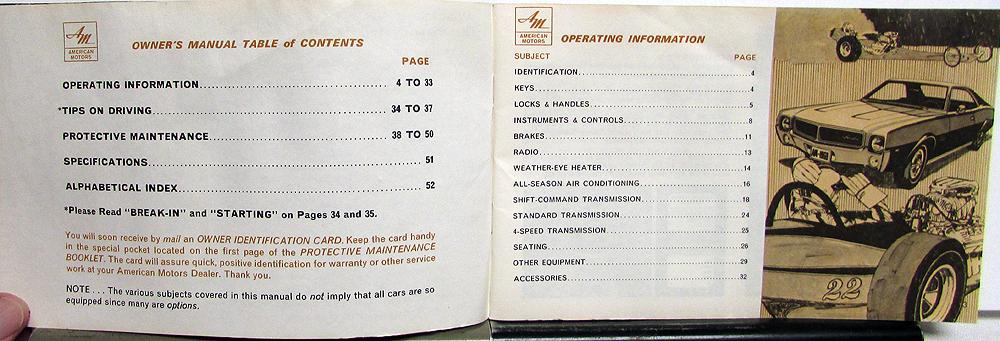 AM
AMERICAN
MOTORS
OWNER'S MANUAL TABLE of CONTENTS
PAGE
OPERATING INFORMATION........................................ 4 TO 33
*TIPS ON DRIVING........................................ 34 TO 37
PROTECTIVE MAINTENANCE........................................ 38 TO 50
SPECIFICATIONS........................................ 51
ALPHABETICAL INDEX........................................ 52
*Please Read "BREAK-IN" and "STARTING" on Pages 34 and 35.
You will soon receive by mail an OWNER IDENTIFICATION CARD. Keep the card handy
in the special pocket located on the first page of the PROTECTIVE MAINTENANCE
BOOKLET. The card will assure quick, positive identification for warranty or other service
work at your American Motors Dealer. Thank you.
NOTE . . . The various subjects covered in this manual do not imply that all cars are so
equipped since many are options.
AM
AMERICAN
MOTORS
OPERATING INFORMATION
SUBJECT PAGE
IDENTIFICATION........................................4
KEYS........................................4
LOCKS & HANDLES........................................5
INSTRUMENTS & CONTROLS........................................8
BRAKES........................................11
RADIO........................................13
WEATHER-EYE HEATER........................................14
ALL-SEASON AIR CONDITIONING........................................16
SHIFT-COMMAND TRANSMISSION........................................18
STANDARD TRANSMISSION........................................24
4-SPEED TRANSMISSION........................................25
SEATING........................................26
OTHER EQUIPMENT........................................29
ACCESSORIES........................................32
22